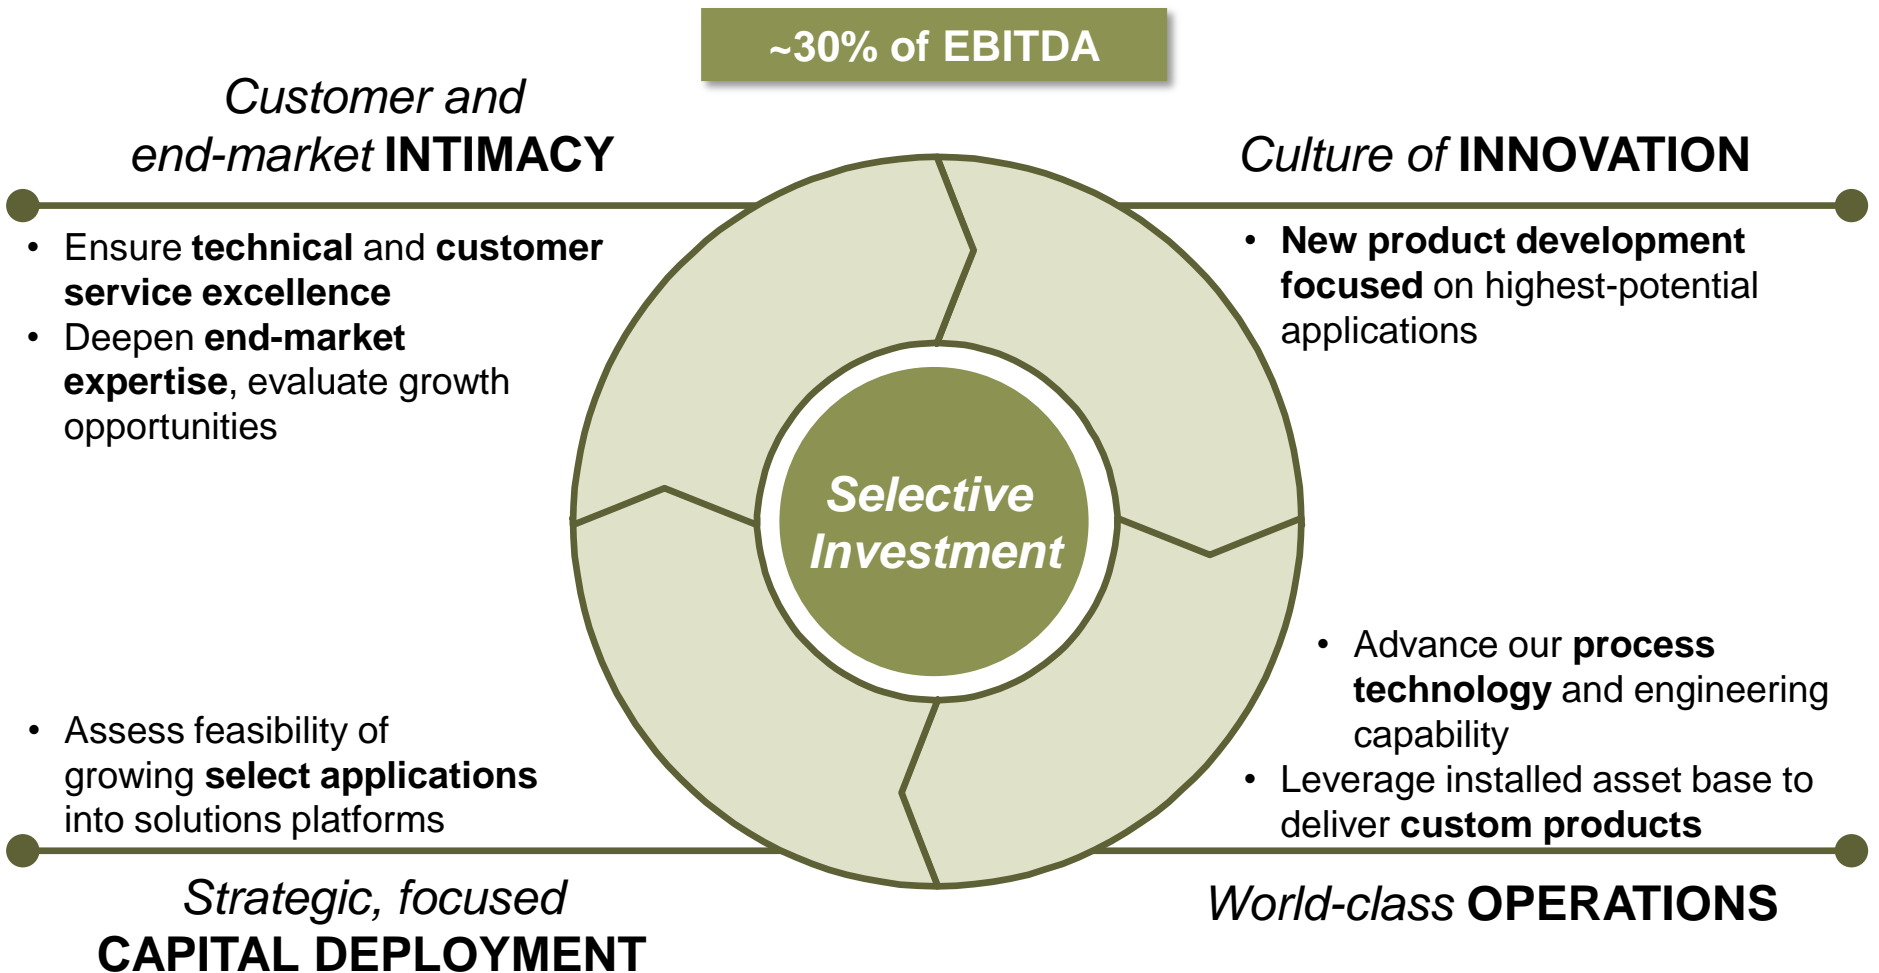 ~30% of EBITDA
Customer and
end-market INTIMACY
• Ensure technical and customer
service excellence
• Deepen end-market
expertise, evaluate growth
opportunities
Culture of INNOVATION
• New product development
focused on highest-potential
applications
Selective
Investment
• Assess feasibility of
growing select applications
into solutions platforms
Strategic, focused
CAPITAL DEPLOYMENT
• Advance our process
technology and engineering
capability
• Leverage installed asset base to
deliver custom products
World-class OPERATIONS